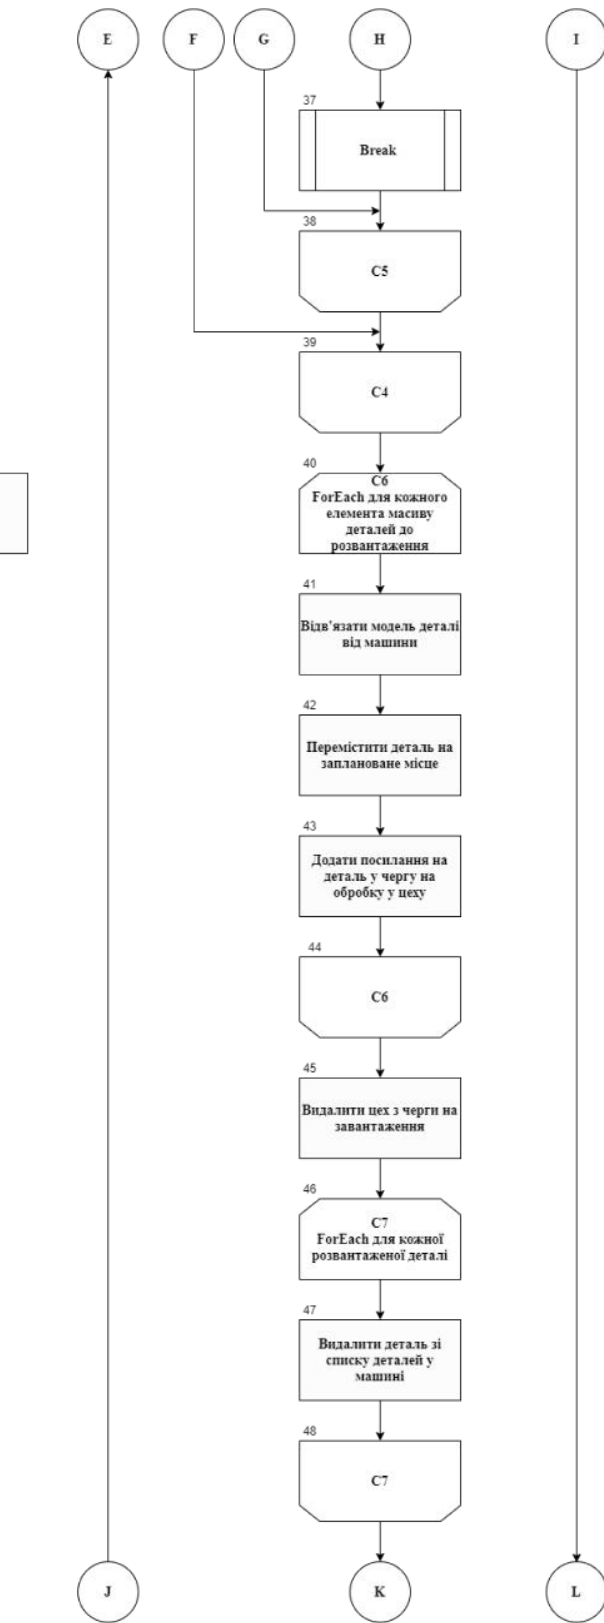 E
F
G
H
I
37
Break
38
C5
39
C4
40
C6
ForEach для кожного
елемента масиву
деталей до
розвантаження
41
Відв'язати модель деталі
від машини
42
Перемістити деталь на
заплановане місце
43
Додати посилання на
деталь у чергу на
обробку у цеху
44
C6
45
Видалити цех з черги на
завантаження
46
C7
ForEach для кожної
розвантаженої деталі
47
Видалити деталь зі
списку деталей у
машині
48
C7
J
K
L